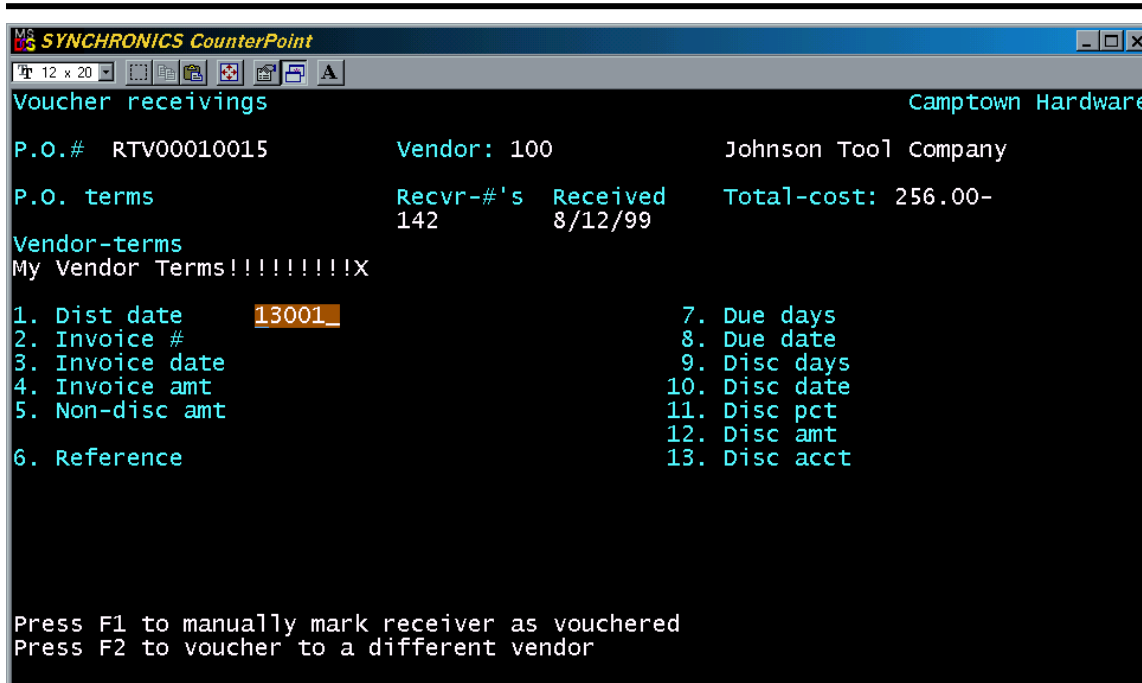 SYNCHRONICS CounterPoint
12 x 20 A
Voucher receivings Camptown Hardware
P.O.# RTV00010015 Vendor: 100 Johnson Tool Company
P.O. terms Recvr-#'s Received Total-cost: 256.00-
142 8/12/99
Vendor-terms
My Vendor Terms!!!!!!!!!X
1. Dist date 13001_ 7. Due days
2. Invoice # 8. Due date
3. Invoice date 9. Disc days
4. Invoice amt 10. Disc date
5. Non-disc amt 11. Disc pct
12. Disc amt
6. Reference 13. Disc acct
Press F1 to manually mark receiver as vouchered
Press F2 to voucher to a different vendor